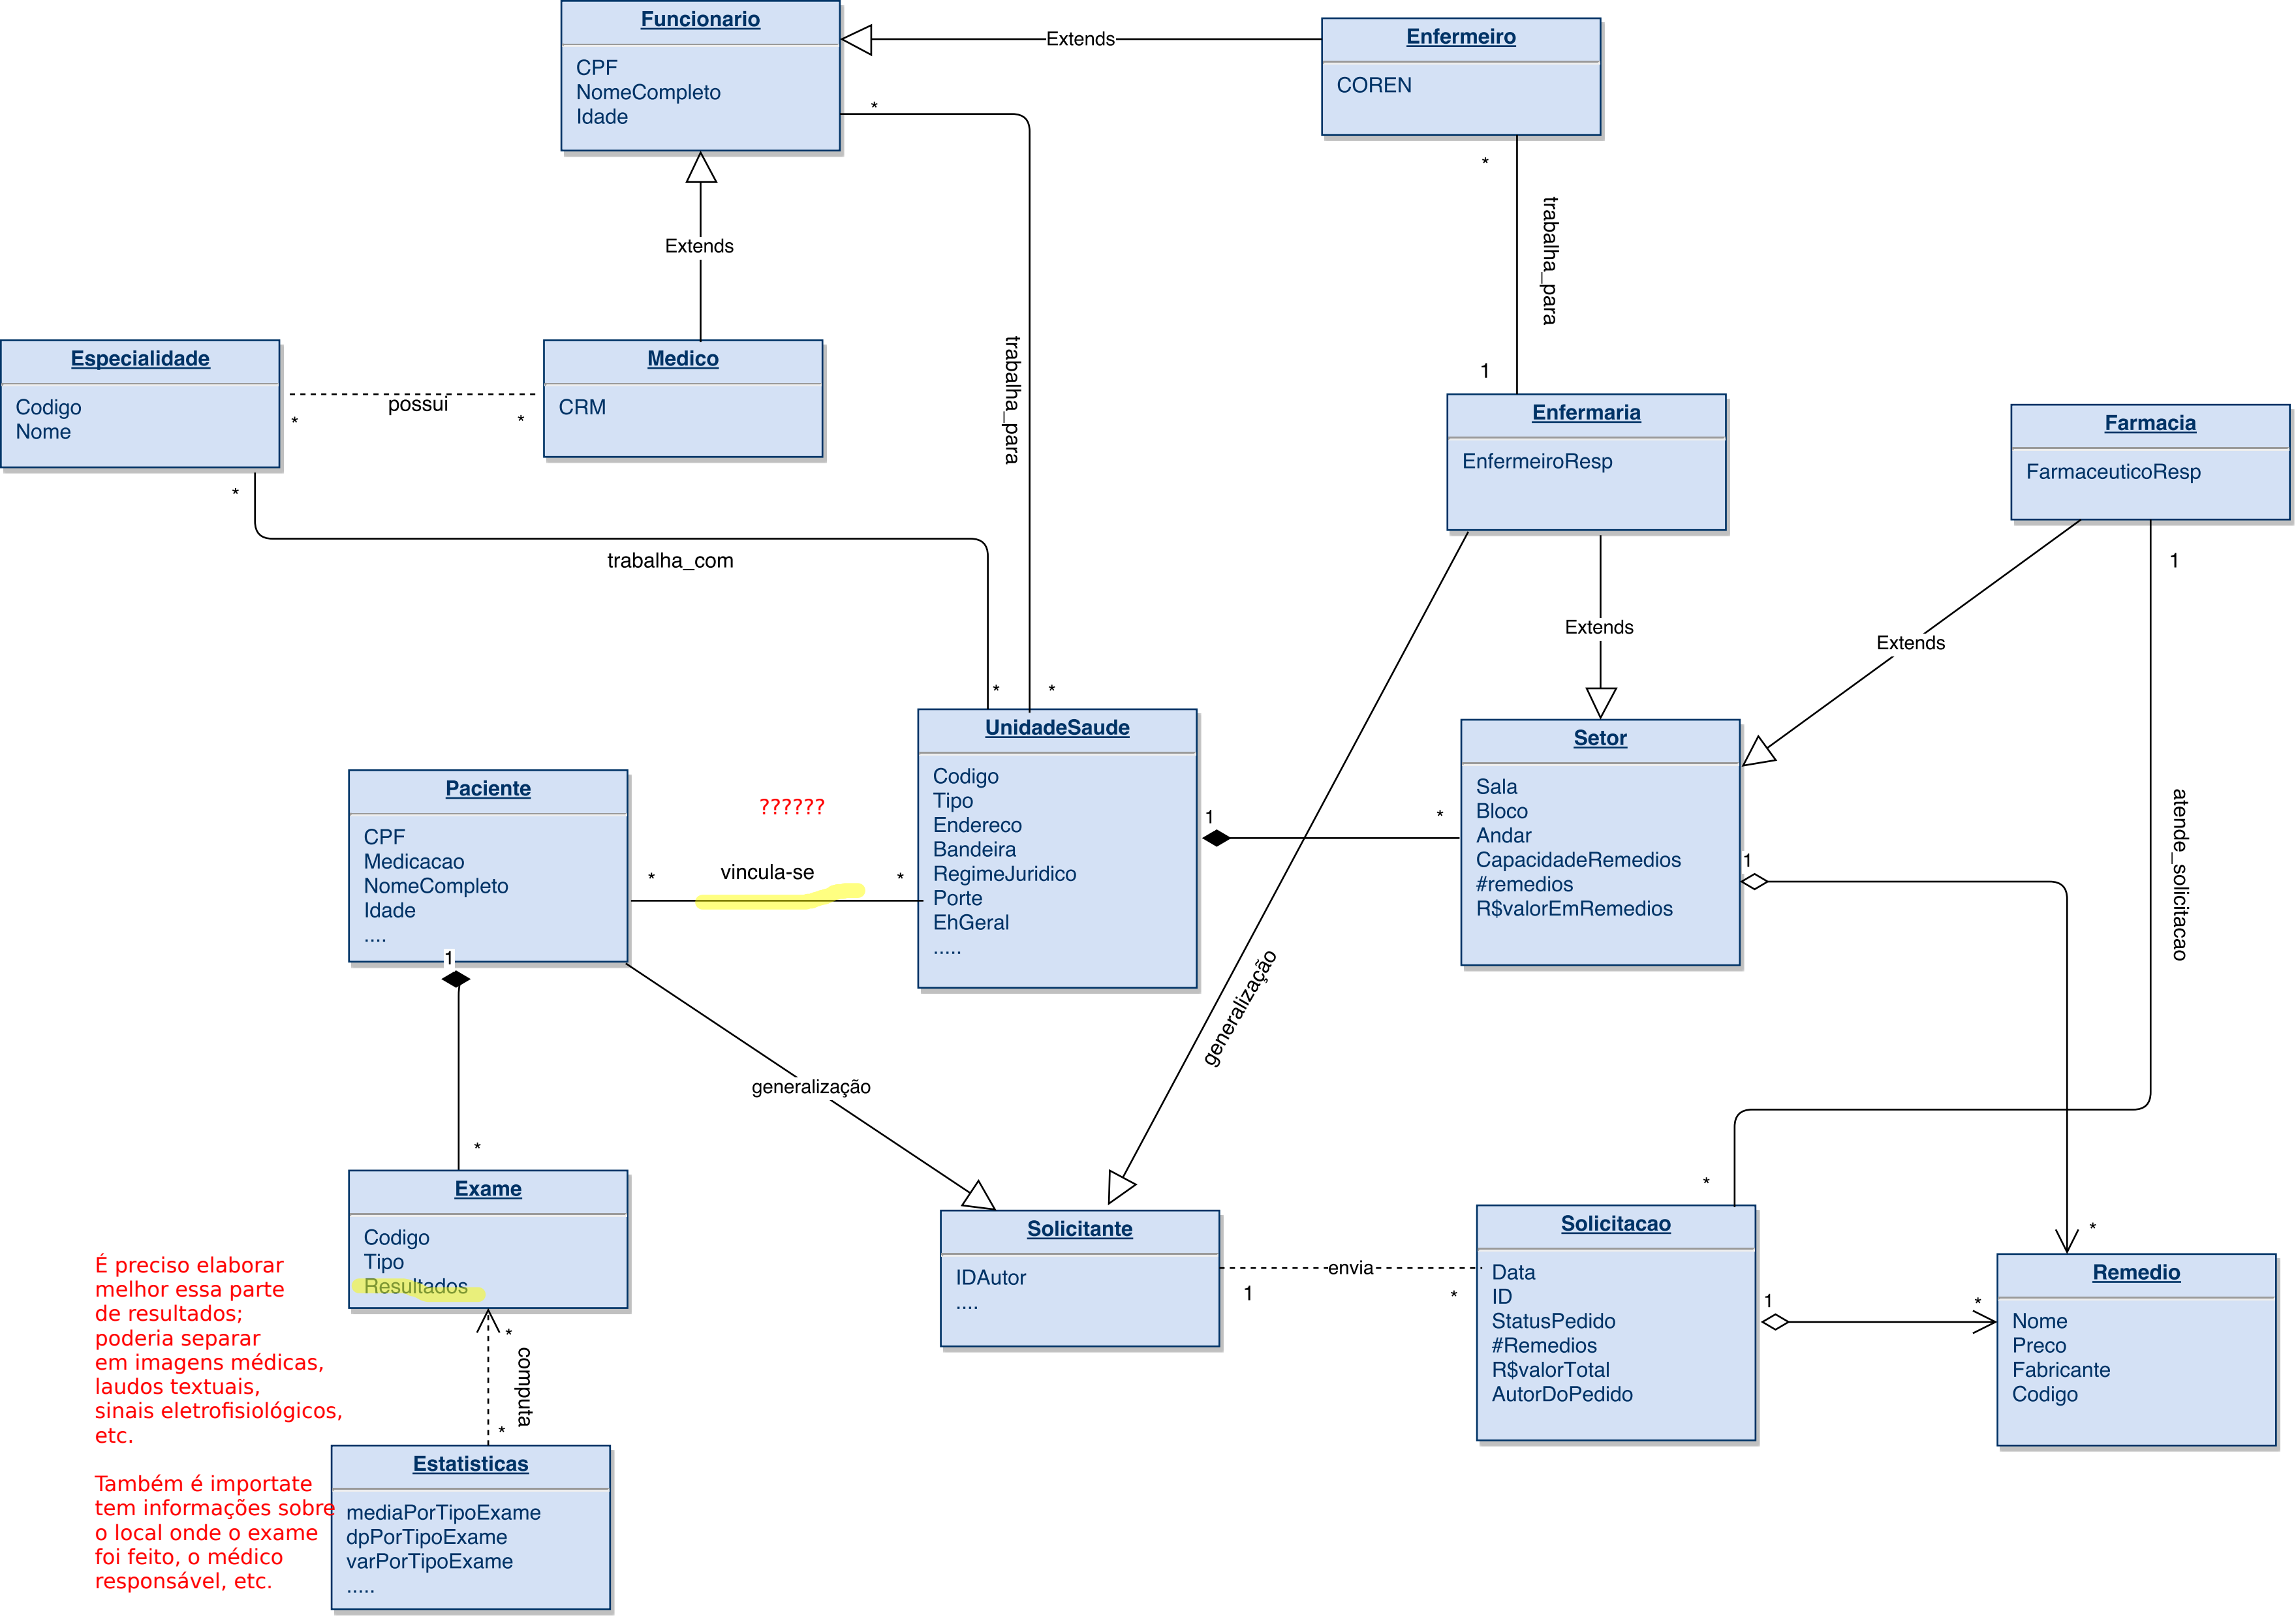 Funcionario
CPF
NomeCompleto
Idade
Extends
Enfermeiro
COREN
*
*
trabalha_para
1
Extends
trabalha_para
Especialidade
Codigo
Nome
possui
*
*
Medico
CRM
Enfermaria
EnfermeiroResp
Farmacia
FarmaceuticoResp
*
trabalha_com
*
*
1
Extends
Extends
UnidadeSaude
Codigo
Tipo
Endereco
Bandeira
RegimeJuridico
Porte
EhGeral
.....
Setor
Sala
Bloco
Andar
CapacidadeRemedios
#remedios
R$valorEmRemedios
Paciente
CPF
Medicacao
NomeCompleto
Idade
....
??????
vincula-se
*
*
1
*
1
atende_solicitacao
1
generalização
generalização
*
*
*
Exame
Codigo
Tipo
Resultados
Solicitante
IDAutor
....
envia
1
*
Solicitacao
Data
ID
StatusPedido
#Remedios
R$valorTotal
AutorDoPedido
1
*
Remedio
Nome
Preco
Fabricante
Codigo
É preciso elaborar
melhor essa parte
de resultados;
poderia separar
em imagens médicas,
laudos textuais,
sinais eletrofisiológicos,
etc.
Também é importate
tem informações sobre
o local onde o exame
foi feito, o médico
responsável, etc.
*
computa
*
Estatisticas
mediaPorTipoExame
dpPorTipoExame
varPorTipoExame
.....